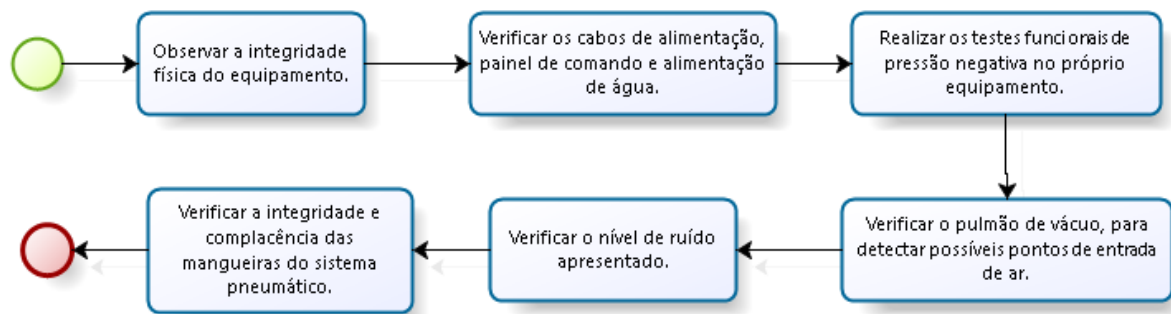 Observar a integridade
física do equipamento.
Verificar os cabos de alimentação,
painel de comando e alimentação
de água.
Realizar os testes funcionais de
pressão negativa no próprio
equipamento.
Verificar o pulmão de vácuo, para
detectar possíveis pontos de entrada
de ar.
Verificar o nível de ruído
apresentado.
Verificar a integridade e
complacência das
mangueiras do sistema
pneumático.